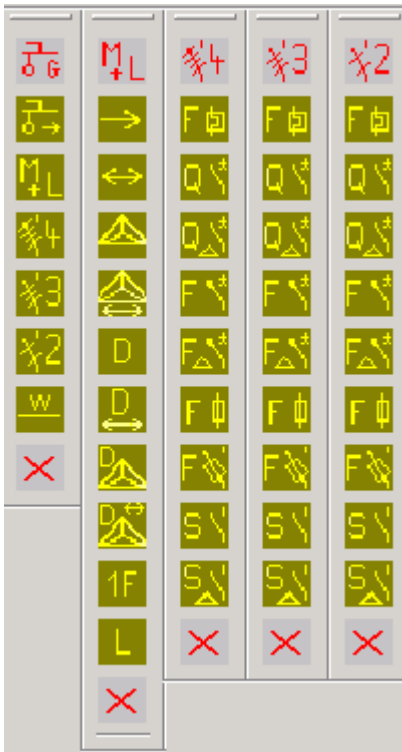 G M L 4 3 2
F F F
M L Q Q Q
4 Q Q Q
3 F F F
2 D F F F
W D F F F
D F F F
D S S S
1F S S S
L